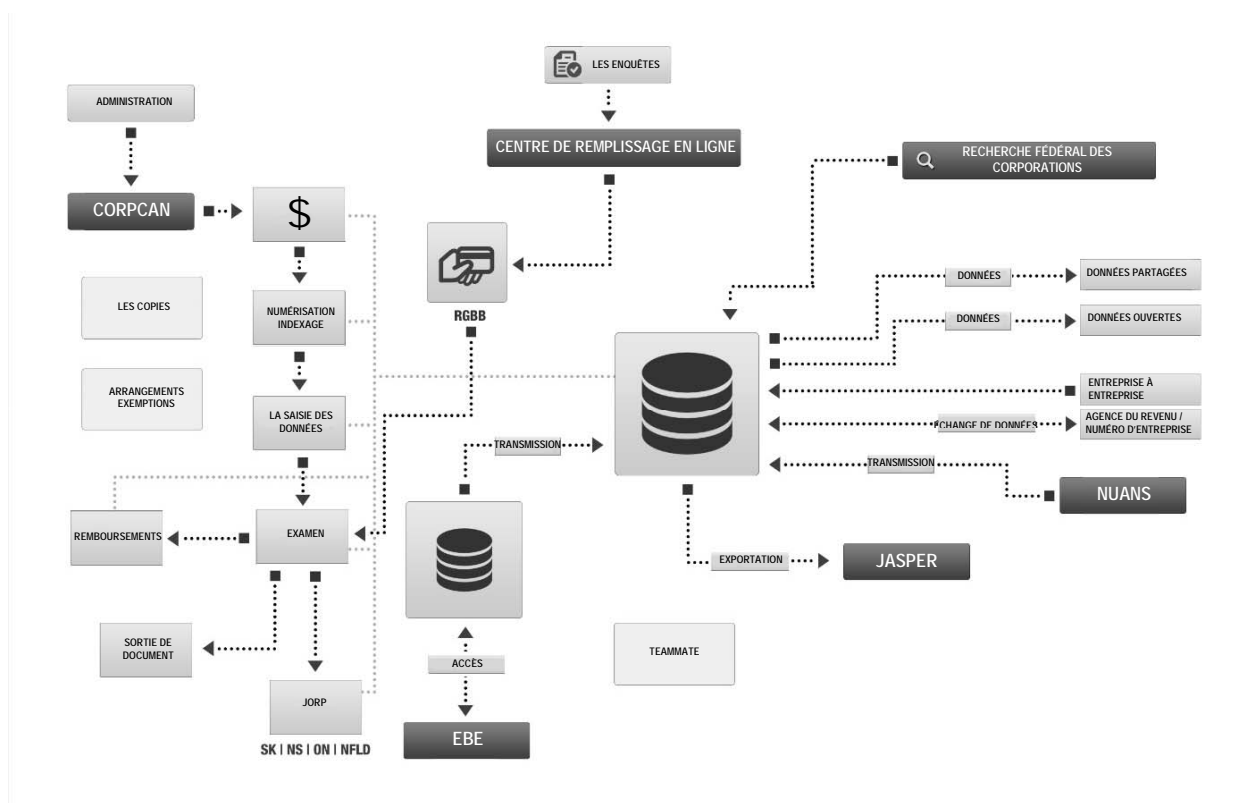 LES ENQUÊTES
ADMINISTRATION
CENTRE DE REMPLISSAGE EN LIGNE
RECHERCHE FÉDÉRAL DES
CORPORATIONS
CORPCAN
$
LES COPIES
NUMÉRISATION
INDEXAGE
RGBB
DONNÉES
DONNÉES PARTAGÉES
DONNÉES
DONNÉES OUVERTES
ARRANGEMENTS
EXEMPTIONS
LA SAISIE DES
DONNÉES
ENTREPRISE À
ENTREPRISE
ÉCHANGE DE DONNÉES
AGENCE DU REVENU /
NUMÉRO D'ENTREPRISE
TRANSMISSION
TRANSMISSION
NUANS
REMBOURSEMENTS
EXAMEN
EXPORTATION
JASPER
SORTIE DE
DOCUMENT
ACCÈS
TEAMMATE
JORP
SK | NS | ON | NFLD
EBE